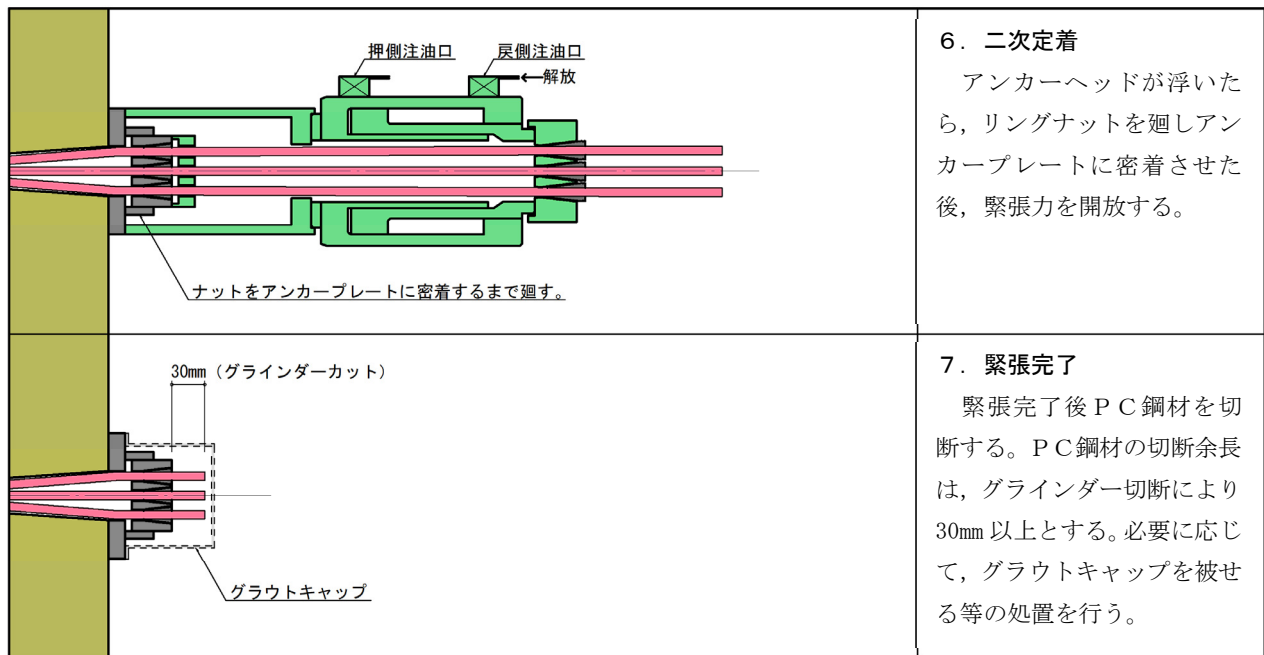 押側注油口
戻側注油口
解放
ナットをアンカープレートに密着するまで廻す。
６．二次定着
アンカーヘッドが浮いた
ら，リングナットを廻しアン
カープレートに密着させた
後，緊張力を開放する。
30mm（グラインダーカット）
グラウトキャップ
７．緊張完了
緊張完了後ＰＣ鋼材を切
断する。ＰＣ鋼材の切断余長
は，グラインダー切断により
30mm以上とする。必要に応じ
て，グラウトキャップを被せ
る等の処置を行う。